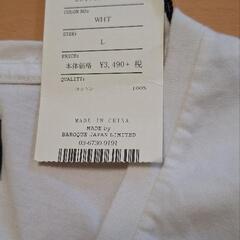 COLOR NO:
WHT
SIZE:
L
PRICE:
本体価格 ¥3,490+ 税
QUALITY:
100%
MADE IN CHINA
MADE by
BAROQUE JAPAN LIMITED
03-6730-9191